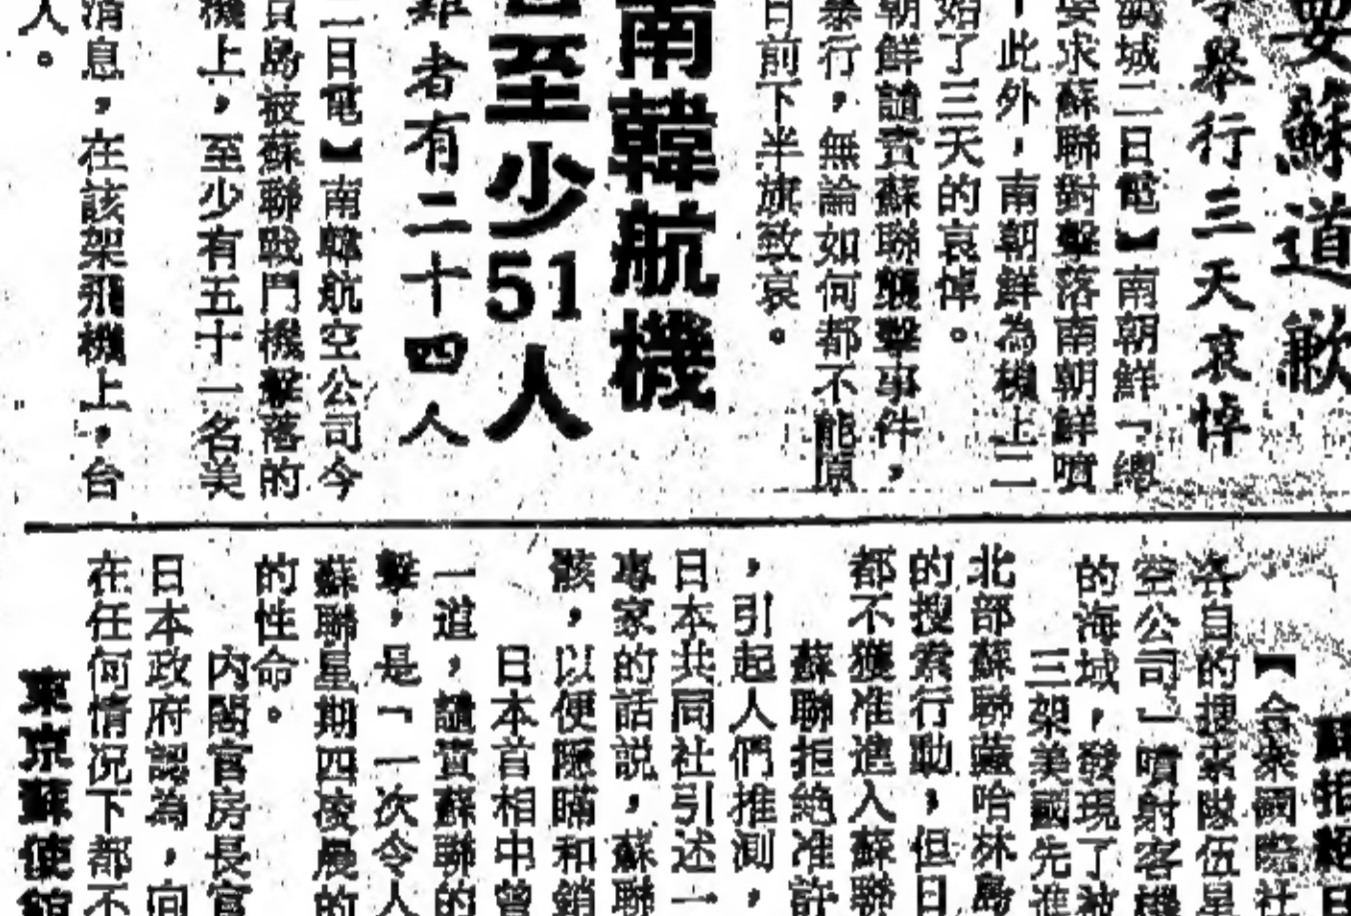 要蘇道歉
舉行三天哀悼
漢城二日電】南朝鮮「總
要求蘇聯對擊落南朝鮮噴
此外，南朝鮮為機上二
始了三天的哀悼。
朝鮮譴責蘇聯襲擊事件，
暴行，無論如何都不能原
日前下半旗致哀。
南韓航機
至少51人
難者有二十四人
二日電】南韓航空公司今
貢島被蘇聯戰鬥機擊落的
機上，至少有五十一名美
消息，在該架飛機上，台
人。
【合眾國際社
各自的搜索隊伍星
空公司」噴射客機
的海域，發現了被
三架美國先進
北部蘇聯薩哈林島
的搜索行動，但日
都不獲准進入蘇聯
蘇聯拒絕准許
，引起人們推測，
日本共同社引述一
專家的話説，蘇聯
骸，以便隱瞞和銷
日本首相中曾
一道，譴責蘇聯的
擊，是「一次令人
蘇聯星期四凌晨的
的性命。
內閣官房長官
日本政府認為，向
在任何情況下都不
東京蘇使館